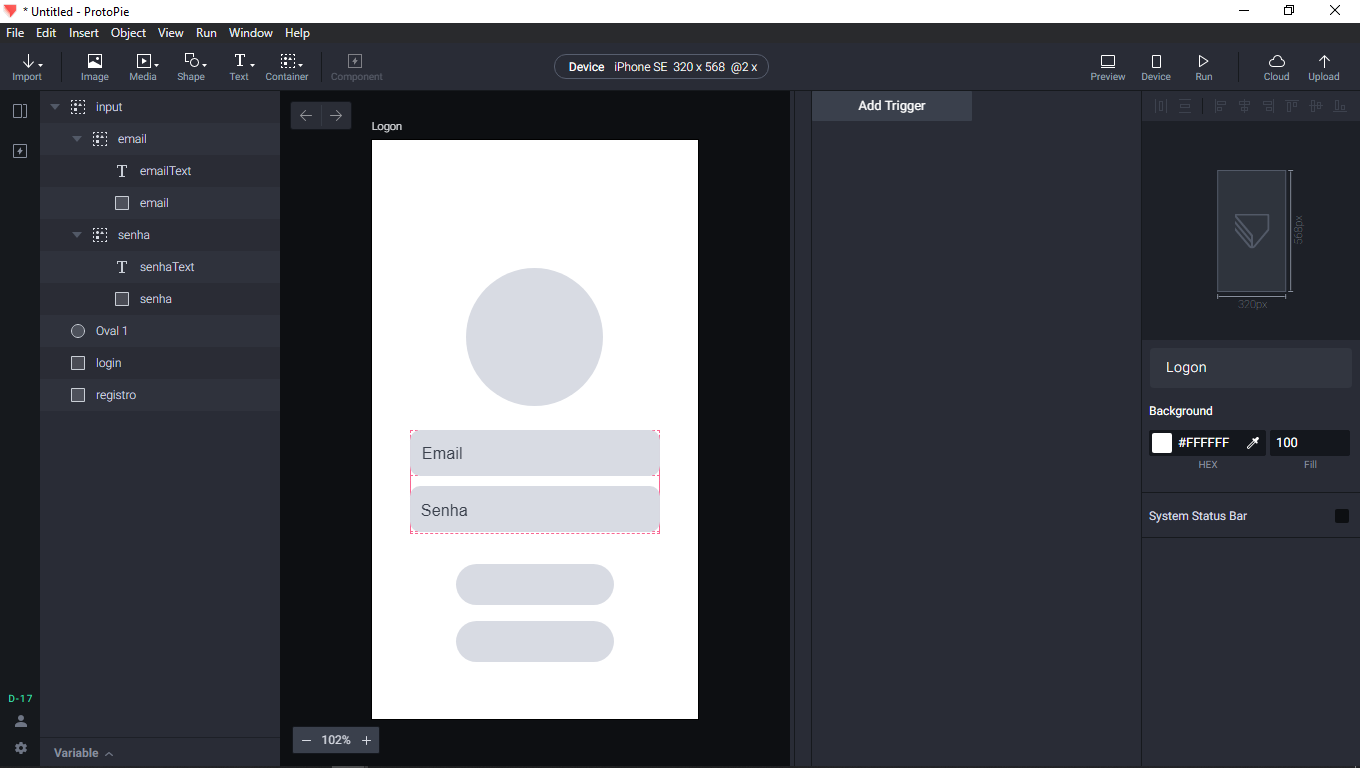 * Untitled - ProtoPie
File Edit Insert Object View Run Window Help
Import Image Media Shape Text Container Component
Device iPhone SE 320 x 568 @2 x
Preview Device Run Cloud Upload
input
email
emailText
email
senha
senhaText
senha
Oval 1
login
registro
D-17
Variable
Logon
Email
Senha
102%
Add Trigger
568px
320px
Logon
Background
#FFFFFF 100
HEX Fill
System Status Bar